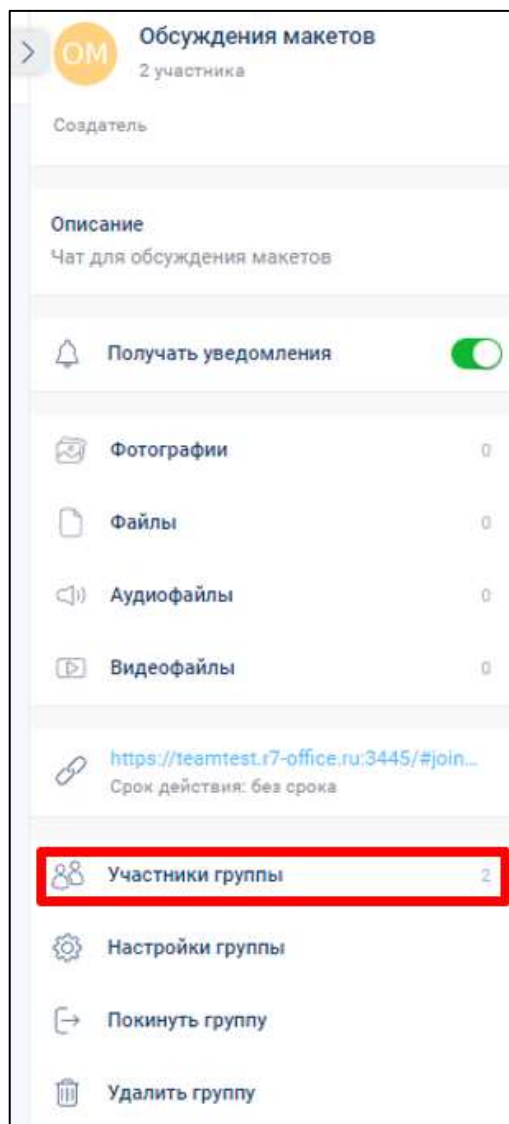 ОМ
Обсуждения макетов
2 участника
Создатель
Описание
Чат для обсуждения макетов
Получать уведомления
Фотографии 0
Файлы 0
Аудиофайлы 0
Видеофайлы 0
https://teamtest.r7-office.ru:3445/#join...
Срок действия: без срока
Участники группы 2
Настройки группы
Покинуть группу
Удалить группу